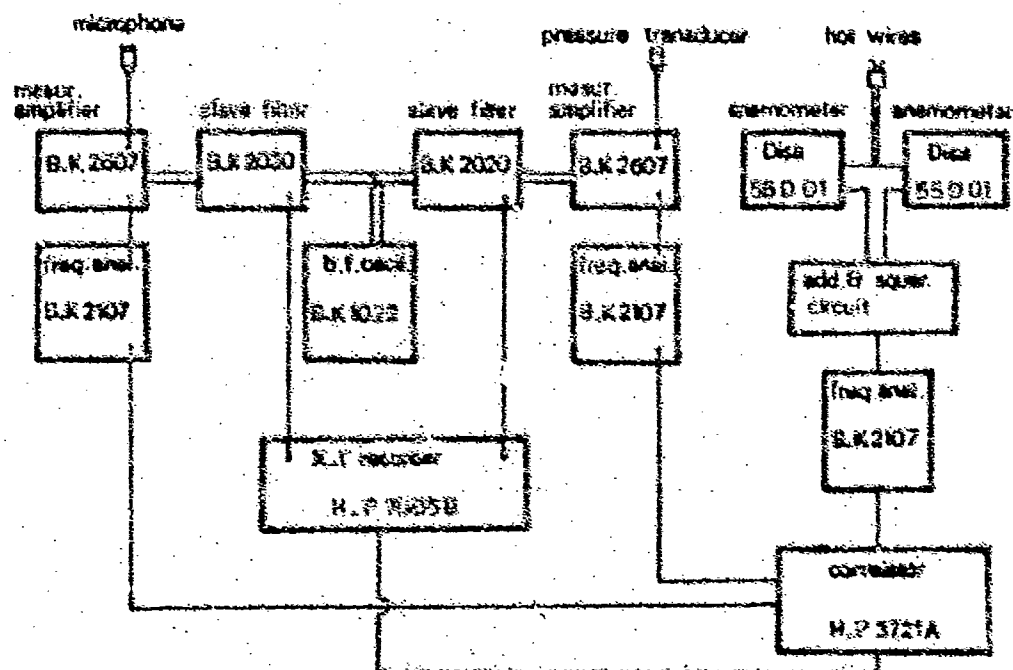 microphone
pressure transducer
hot wires
measur. amplifier
slave filter
slave filter
measur. amplifier
anemometer
anemometer
B.K 2607
B.K 2020
B.K 2020
B.K 2607
Disa
55 D 01
Disa
55 D 01
freq. anal.
B.K 2107
b.f. oscil.
B.K 1022
freq. anal.
B.K 2107
add. & squar.
circuit
freq. anal.
B.K 2107
X.Y recorder
H.P
correlator
H.P 3721A